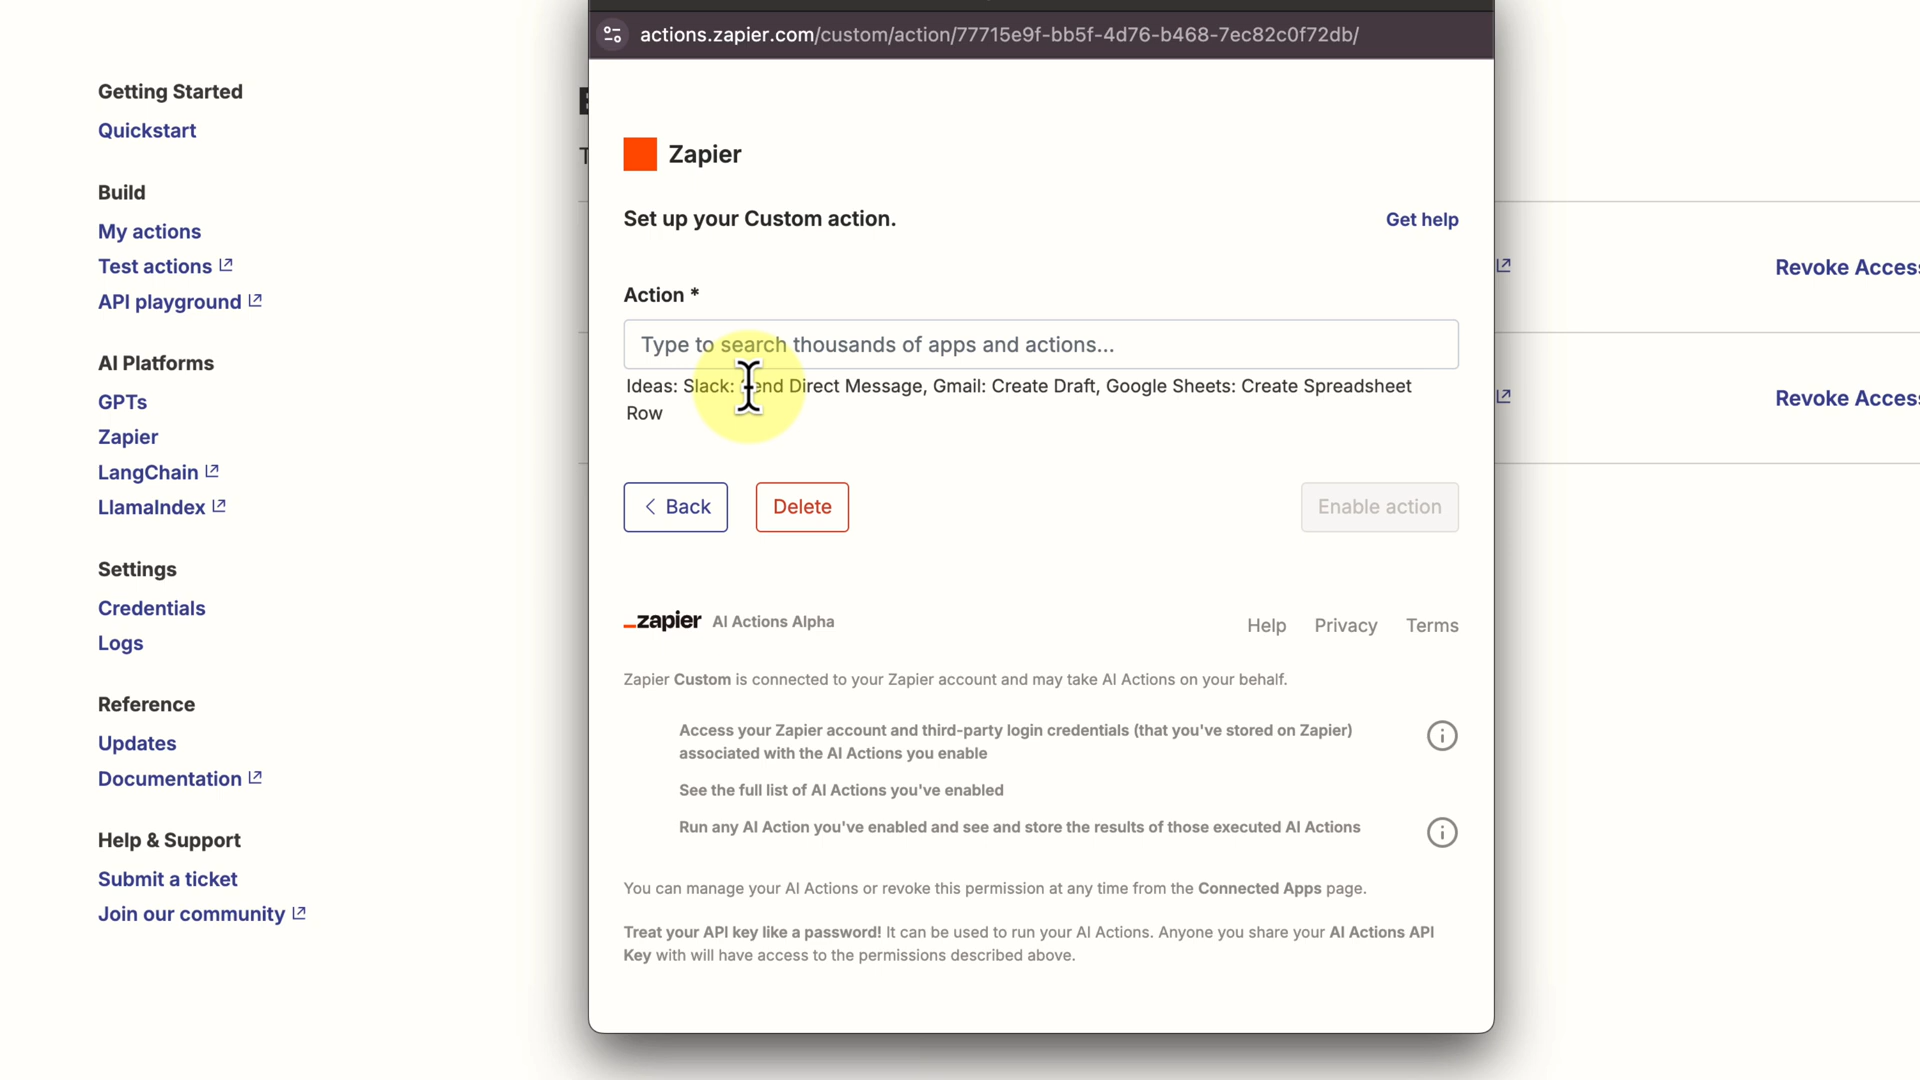 actions.zapier.com/custom/action/77715e9f-bb5f-4d76-b468-7ec82c0f72db/
Getting Started
Quickstart
Build
My actions
Test actions
API playground
AI Platforms
GPTs
Zapier
LangChain
LlamaIndex
Settings
Credentials
Logs
Reference
Updates
Documentation
Help & Support
Submit a ticket
Join our community
Zapier
Set up your Custom action.
Get help
Action *
Type to search thousands of apps and actions...
Ideas: Slack: Send Direct Message, Gmail: Create Draft, Google Sheets: Create Spreadsheet
Row
Back
Delete
Enable action
zapier AI Actions Alpha
Help Privacy Terms
Zapier Custom is connected to your Zapier account and may take AI Actions on your behalf.
Access your Zapier account and third-party login credentials (that you've stored on Zapier)
associated with the AI Actions you enable
See the full list of AI Actions you've enabled
Run any AI Action you've enabled and see and store the results of those executed AI Actions
You can manage your AI Actions or revoke this permission at any time from the Connected Apps page.
Treat your API key like a password! It can be used to run your AI Actions. Anyone you share your AI Actions API
Key with will have access to the permissions described above.
Revoke Access
Revoke Access